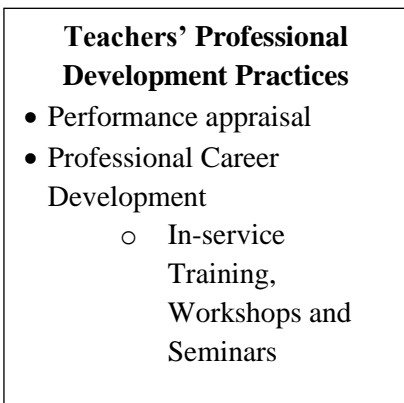 Teachers’ Professional
Development Practices
• Performance appraisal
• Professional Career
Development
o In-service
Training,
Workshops and
Seminars